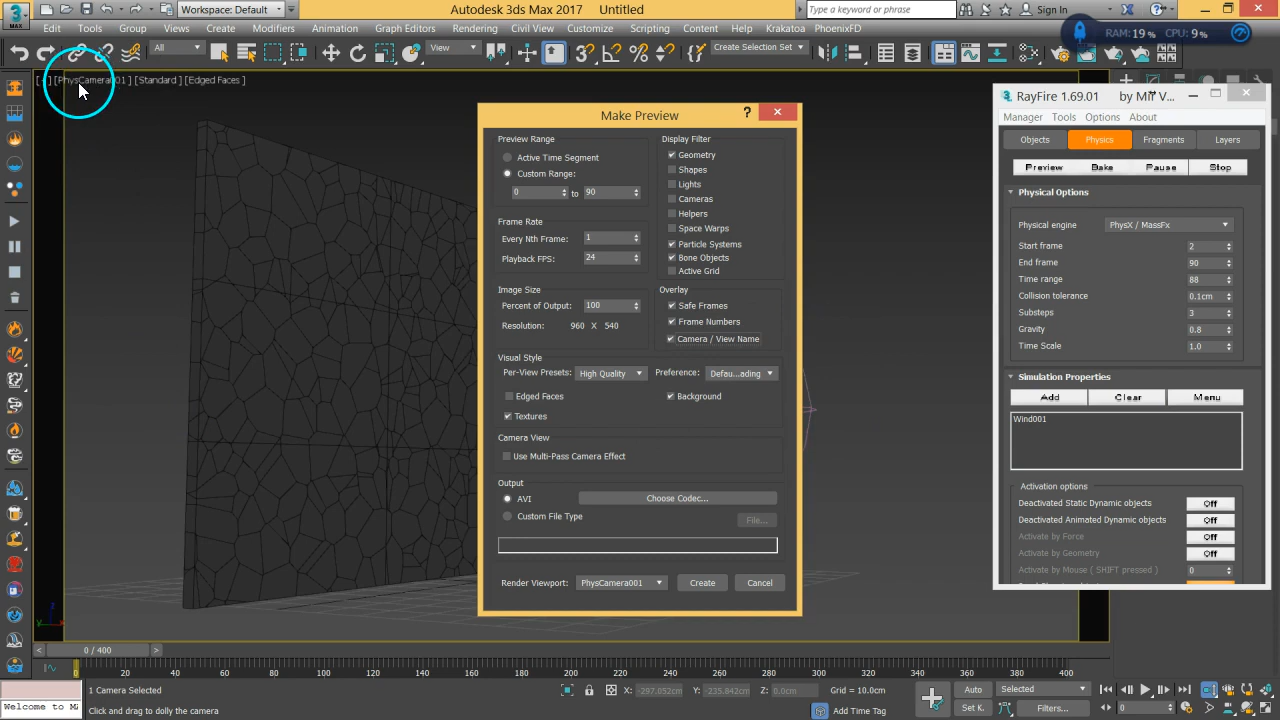 Workspace: Default
Autodesk 3ds Max 2017    Untitled
Type a keyword or phrase
Sign In
Edit Tools Group Views Create Modifiers Animation Graph Editors Rendering Civil View Customize Scripting Content Help Arnold PhoenixFD
RAM: 19 % CPU: 9 %
All
View
Create Selection Set
[Standard ] [Edged Faces ]
Make Preview
?
Preview Range
Active Time Segment
Custom Range:
0 to 90
Frame Rate
Every Nth Frame: 1
Playback FPS: 24
Image Size
Percent of Output: 100
Resolution: 960 X 540
Display Filter
Geometry
Shapes
Lights
Cameras
Helpers
Space Warps
Particle Systems
Bone Objects
Active Grid
Overlay
Safe Frames
Frame Numbers
Camera / View Name
Visual Style
Per-View Presets: High Quality
Preference: Defau...ading
Edged Faces
Background
Textures
Camera View
Use Multi-Pass Camera Effect
Output
AVI
Choose Codec...
Custom File Type
File...
Render Viewport: PhysCamera001
Create
Cancel
RayFire 1.69.01 by Mir V...
Manager Tools Options About
Objects Physics Fragments Layers
Preview Bake Pause Stop
Physical Options
Physical engine PhysX / MassFx
Start frame 2
End frame 90
Time range 88
Collision tolerance 0.1cm
Substeps 3
Gravity 0.8
Time Scale 1.0
Simulation Properties
Add Clear Menu
Wind001
Activation options
Deactivated Static Dynamic objects Off
Deactivated Animated Dynamic objects Off
Activate by Force Off
Activate by Geometry Off
Activate by Mouse ( SHIFT pressed ) 0
0 / 400
20 40 60 80 100 120 140 160 180 200 220 240 260 280 300 320 340 360 380 400
1 Camera Selected
X: -297.052cm Y: -235.842cm Z: 0.0cm
Grid = 10.0cm
Auto
Selected
Welcome to M
Click and drag to dolly the camera
Add Time Tag
Set K.
Filters...
0